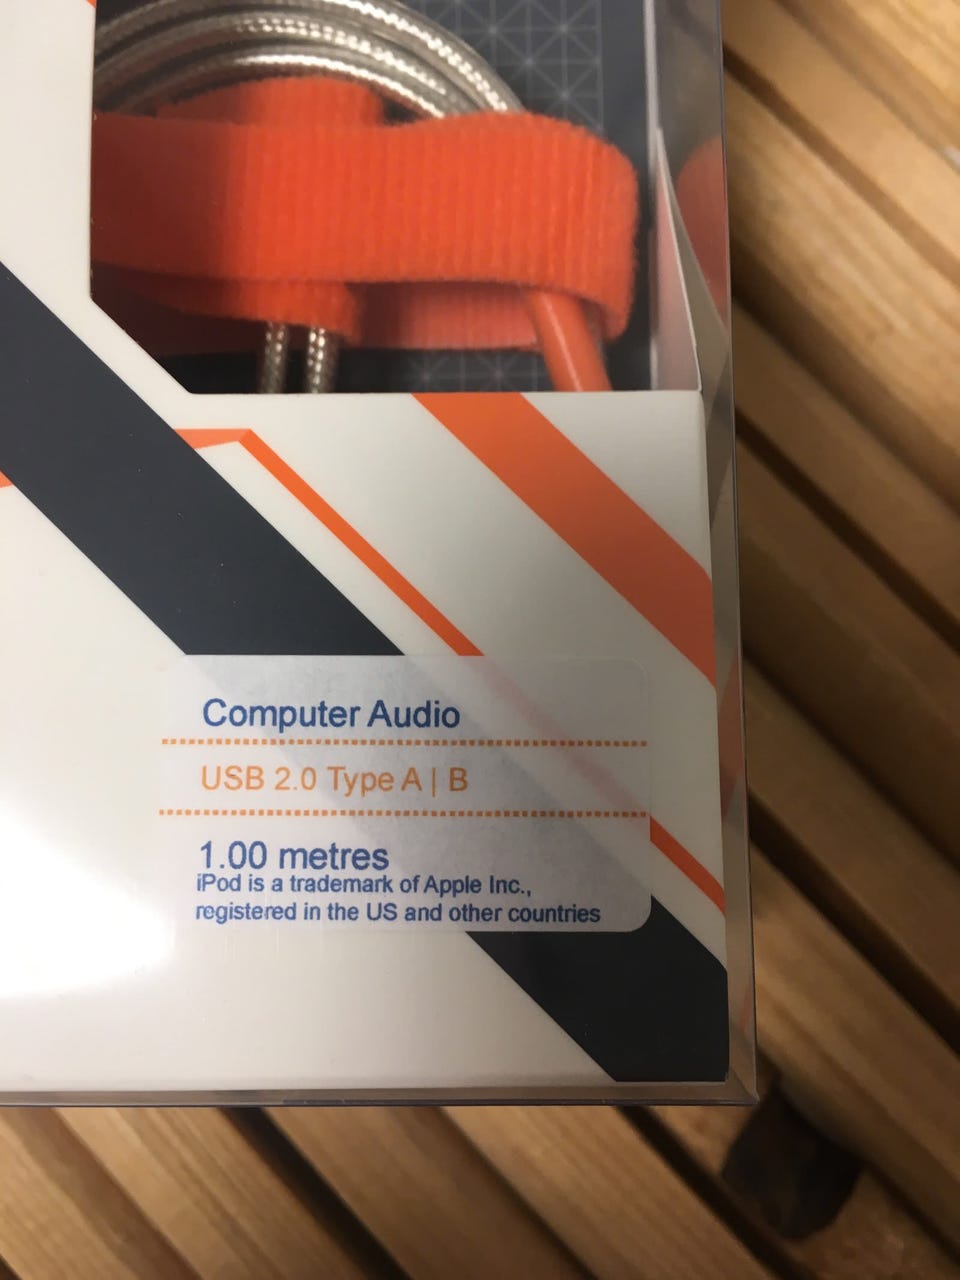 Computer Audio
USB 2.0 Type A | B
1.00 metres
iPod is a trademark of Apple Inc.,
registered in the US and other countries